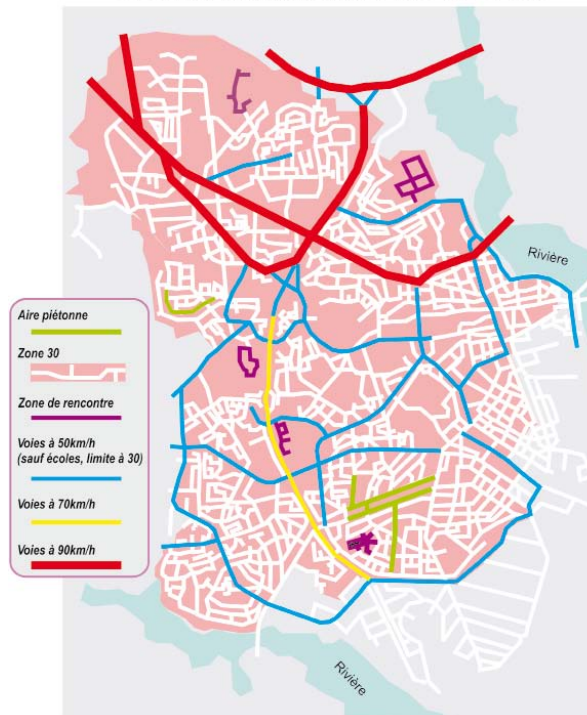 Rivière
Aire piétonne
Zone 30
Zone de rencontre
Voies à 50km/h
(sauf écoles, limite à 30)
Voies à 70km/h
Voies à 90km/h
Rivière